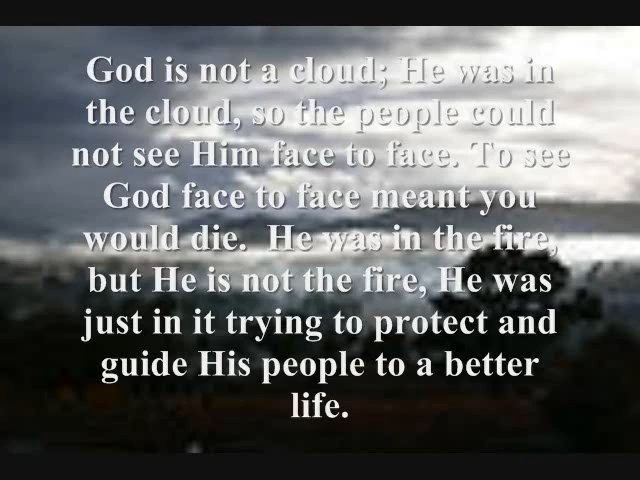 God is not a cloud; He was in
the cloud, so the people could
not see Him face to face. To see
God face to face meant you
would die.  He was in the fire,
but He is not the fire, He was
just in it trying to protect and
guide His people to a better
life.